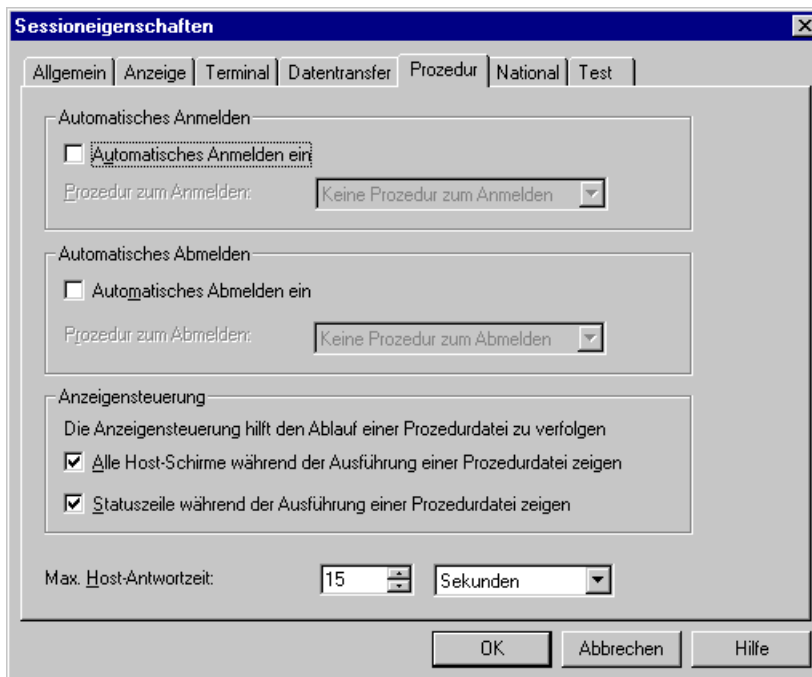 Sessioneigenschaften
Allgemein Anzeige Terminal Datentransfer Prozedur National Test
Automatisches Anmelden
Automatisches Anmelden ein
Prozedur zum Anmelden: Keine Prozedur zum Anmelden
Automatisches Abmelden
Automatisches Abmelden ein
Prozedur zum Abmelden: Keine Prozedur zum Abmelden
Anzeigensteuerung
Die Anzeigensteuerung hilft den Ablauf einer Prozedurdatei zu verfolgen
Alle Host-Schirme während der Ausführung einer Prozedurdatei zeigen
Statuszeile während der Ausführung einer Prozedurdatei zeigen
Max. Host-Antwortzeit: 15 Sekunden
OK Abbrechen Hilfe